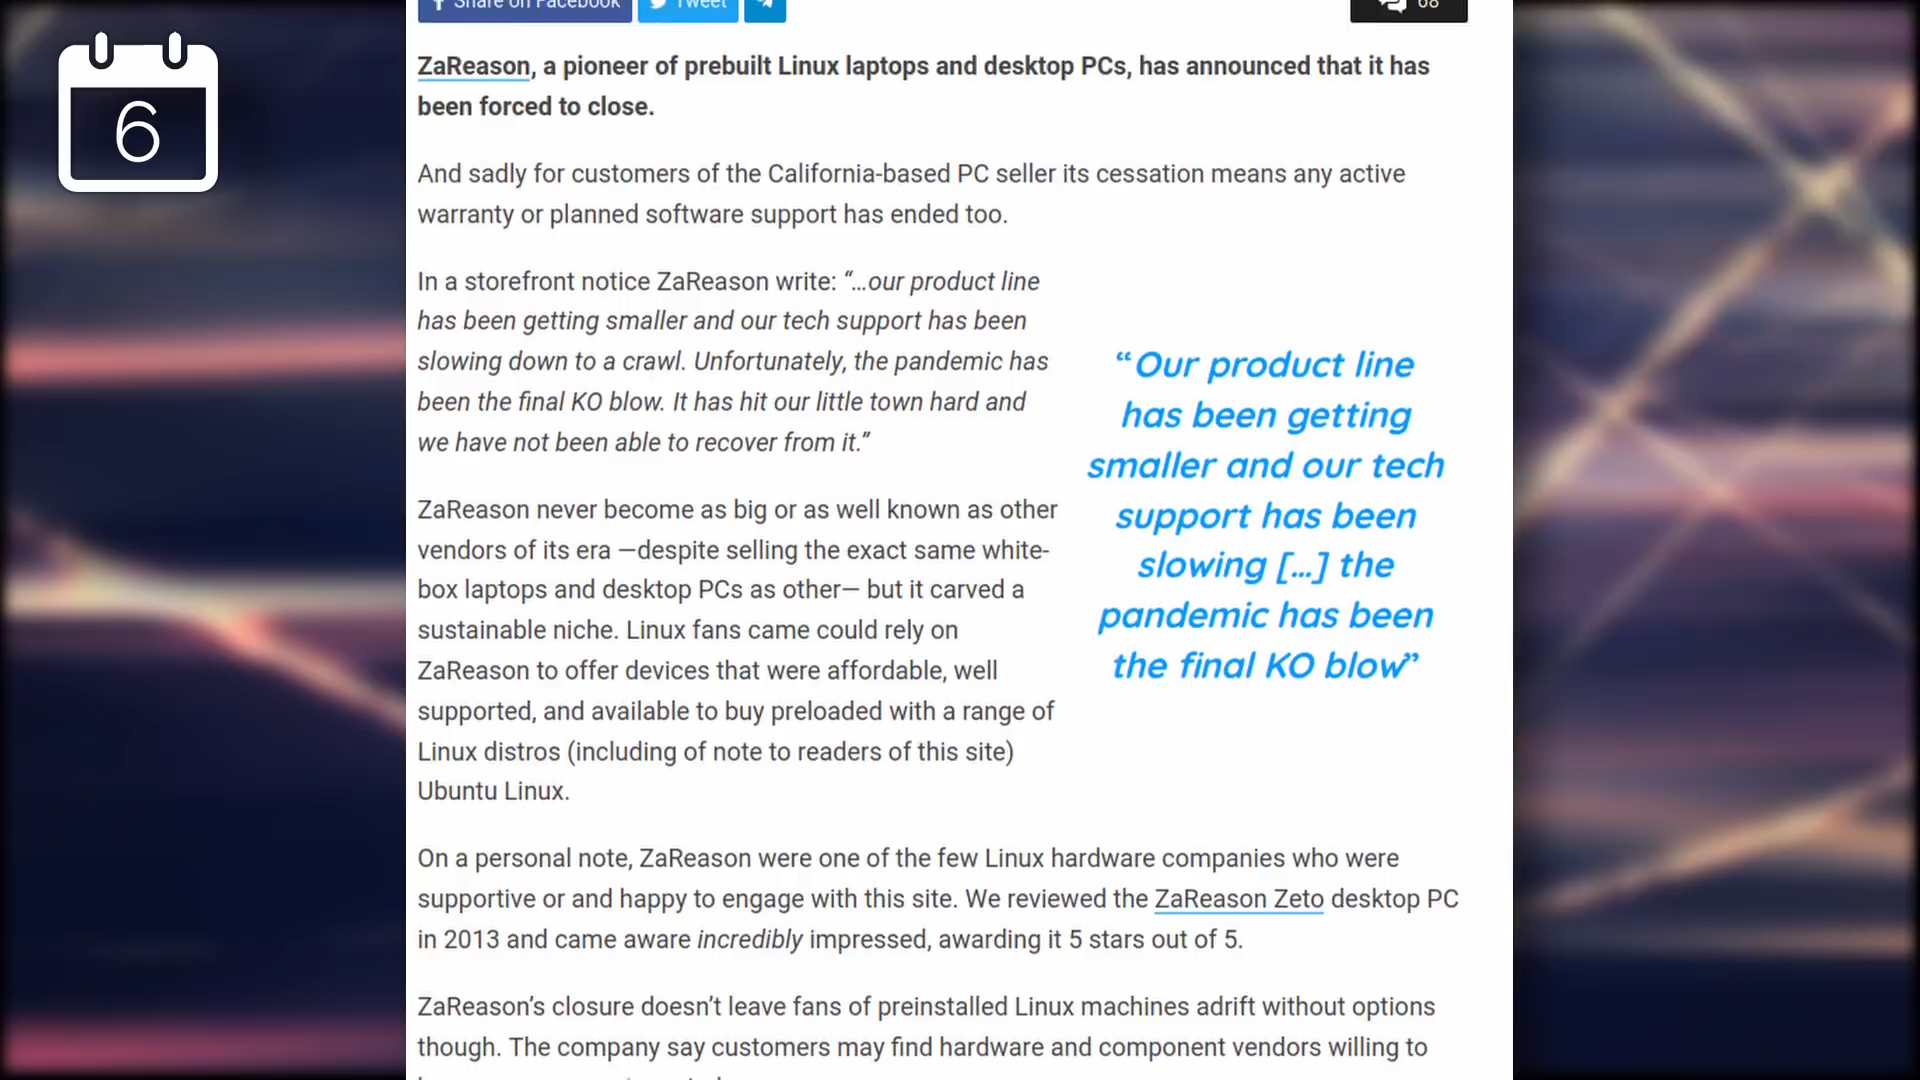 Share on Facebook
Tweet
68
6
ZaReason, a pioneer of prebuilt Linux laptops and desktop PCs, has announced that it has
been forced to close.
And sadly for customers of the California-based PC seller its cessation means any active
warranty or planned software support has ended too.
In a storefront notice ZaReason write: “…our product line
has been getting smaller and our tech support has been
slowing down to a crawl. Unfortunately, the pandemic has
been the final KO blow. It has hit our little town hard and
we have not been able to recover from it.”
“Our product line
has been getting
smaller and our tech
support has been
slowing […] the
pandemic has been
the final KO blow”
ZaReason never become as big or as well known as other
vendors of its era —despite selling the exact same white-
box laptops and desktop PCs as other— but it carved a
sustainable niche. Linux fans came could rely on
ZaReason to offer devices that were affordable, well
supported, and available to buy preloaded with a range of
Linux distros (including of note to readers of this site)
Ubuntu Linux.
On a personal note, ZaReason were one of the few Linux hardware companies who were
supportive or and happy to engage with this site. We reviewed the ZaReason Zeto desktop PC
in 2013 and came aware incredibly impressed, awarding it 5 stars out of 5.
ZaReason’s closure doesn’t leave fans of preinstalled Linux machines adrift without options
though. The company say customers may find hardware and component vendors willing to